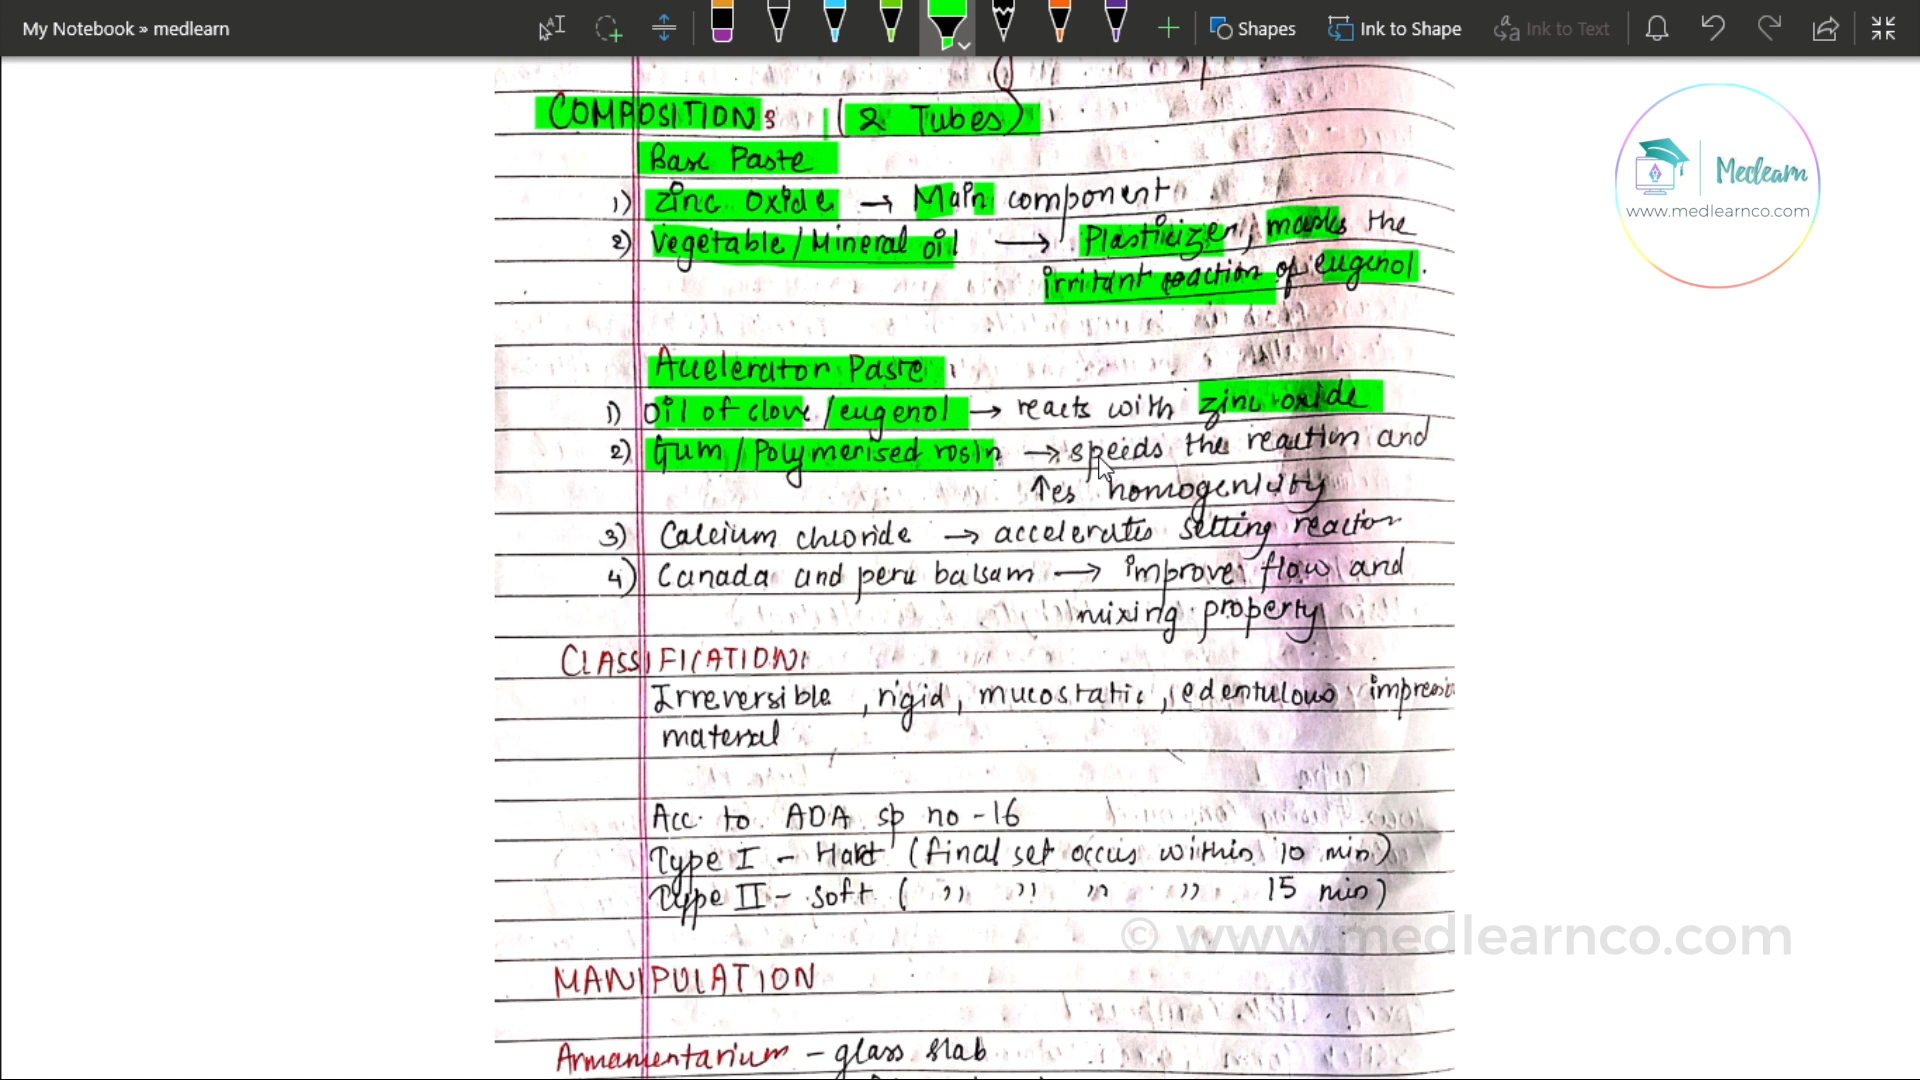 My Notebook » medlearn
Shapes
Ink to Shape
Ink to Text
COMPOSITION: (2 Tubes)
Base Paste
1) Zinc Oxide → Main component
2) Vegetable/Mineral oil → Plasticizer, masks the
irritant reaction of eugenol.
Medlearn
www.medlearnco.com
Accelerator Paste
1) Oil of clove /eugenol → reacts with zinc oxide
2) Gum / Polymerised rosin → speeds the reaction and
↑es homogenicity
3) Calcium chloride → accelerates setting reaction
4) Canada and peru balsam → improve flow and
mixing property
CLASSIFICATION:
Irreversible, rigid, mucostatic, edentulous impressio
material
Acc. to ADA sp no - 16
Type I - Hard (final set occus within 10 min)
Type II - soft ( ,, ,, ,, ,, 15 min)
© www.medlearnco.com
MANIPULATION
Armamentarium - glass slab